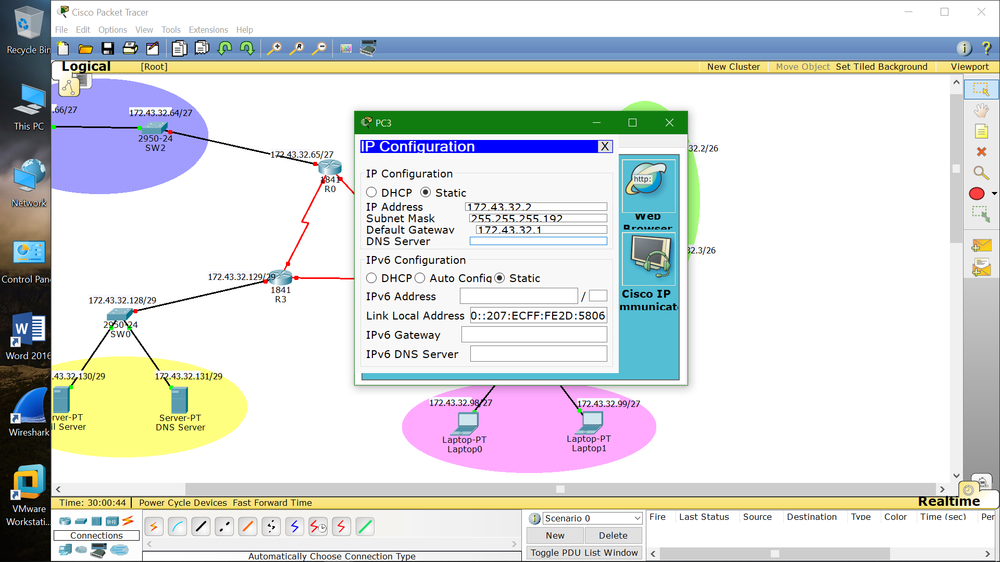 Recycle Bin
This PC
Network
Control Pan
Word 2016
Wireshark
VMware
Workstati...
Cisco Packet Tracer
File Edit Options View Tools Extensions Help
Logical
[Root]
New Cluster
Move Object
Set Tiled Background
Viewport
.66/27
172.43.32.64/27
2950-24
SW2
172.43.32.65/27
1841
R0
172.43.32.129/29
1841
R3
172.43.32.128/29
2950-24
SW0
.43.32.130/29
172.43.32.131/29
rver-PT
il Server
Server-PT
DNS Server
32.2/26
32.3/26
PC3
IP Configuration
X
IP Configuration
DHCP
Static
IP Address
172.43.32.2
Subnet Mask
255.255.255.192
Default Gateway
172.43.32.1
DNS Server
IPv6 Configuration
DHCP
Auto Config
Static
IPv6 Address
/
Link Local Address
0::207:ECFF:FE2D:5806
IPv6 Gateway
IPv6 DNS Server
http:
Web
Browser
Cisco IP
mmunicat
172.43.32.98/27
172.43.32.99/27
Laptop-PT
Laptop0
Laptop-PT
Laptop1
Time: 30:00:44
Power Cycle Devices Fast Forward Time
Realtime
Connections
Automatically Choose Connection Type
Scenario 0
New
Delete
Toggle PDU List Window
Fire Last Status Source Destination Type Color Time (sec) Per